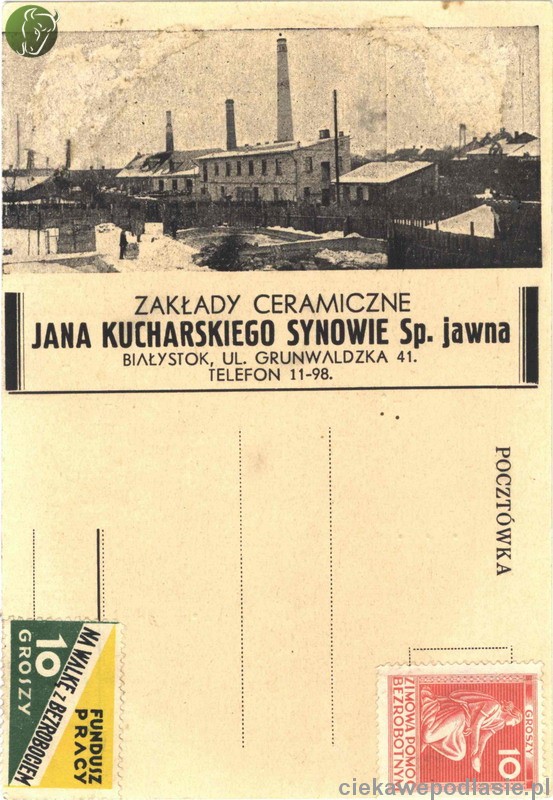 ZAKŁADY CERAMICZNE
JANA KUCHARSKIEGO SYNOWIE Sp. jawna
BIAŁYSTOK, UL. GRUNWALDZKA 41.
TELEFON 11-98.
POCZTÓWKA
10
GROSZY
NA WALKĘ Z BEZROBOCIEM
FUNDUSZ
PRACY
GROSZY
10
ZIMOWA POMOC
BEZROBOTNYM
ciekawepodlasie.pl